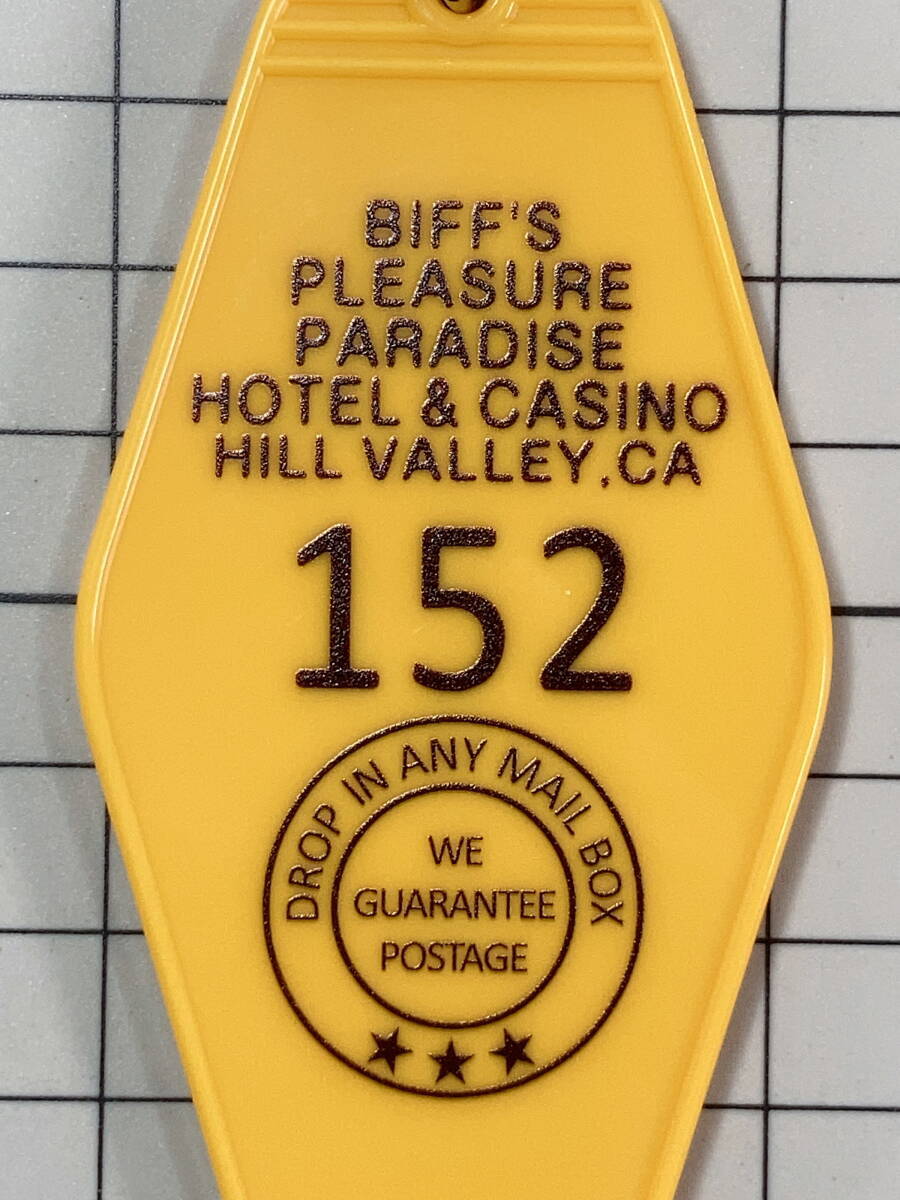 BIFF'S
PLEASURE
PARADISE
HOTEL & CASINO
HILL VALLEY, CA
152
DROP IN ANY MAIL BOX
WE
GUARANTEE
POSTAGE